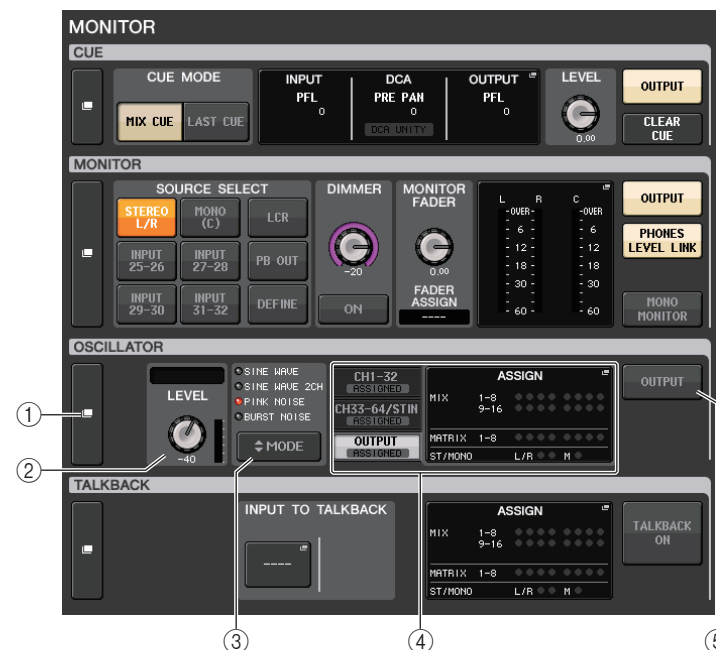 MONITOR
CUE
CUE MODE
MIX CUE
LAST CUE
INPUT
PFL
0
DCA
PRE PAN
0
DCA UNITY
OUTPUT
PFL
0
LEVEL
0.00
OUTPUT
CLEAR
CUE
MONITOR
SOURCE SELECT
STEREO
L/R
MONO
(C)
LCR
INPUT
25-26
INPUT
27-28
PB OUT
INPUT
29-30
INPUT
31-32
DEFINE
DIMMER
-20
ON
MONITOR
FADER
0.00
FADER
ASSIGN
----
L R C
-OVER- -OVER
- 6 - - 6
- 12 - - 12
- 18 - - 18
- 30 - - 30
- 60 - - 60
OUTPUT
PHONES
LEVEL LINK
MONO
MONITOR
OSCILLATOR
LEVEL
-40
SINE WAVE
SINE WAVE 2CH
PINK NOISE
BURST NOISE
MODE
CH1-32
ASSIGNED
CH33-64/STIN
ASSIGNED
OUTPUT
ASSIGNED
ASSIGN
MIX 1-8
9-16
MATRIX 1-8
ST/MONO L/R M
OUTPUT
①
②
TALKBACK
INPUT TO TALKBACK
----
ASSIGN
MIX 1-8
9-16
MATRIX 1-8
ST/MONO L/R M
TALKBACK
ON
③ ④ ⑤